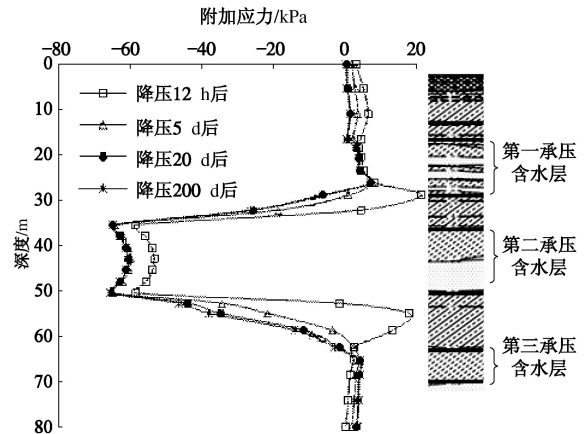 附加应力/kPa
−80 −60 −40 −20 0 20
0
10
20
30
40
50
60
70
80
深度/m
降压12 h后
降压5 d后
降压20 d后
降压200 d后
第一承压
含水层
第二承压
含水层
第三承压
含水层